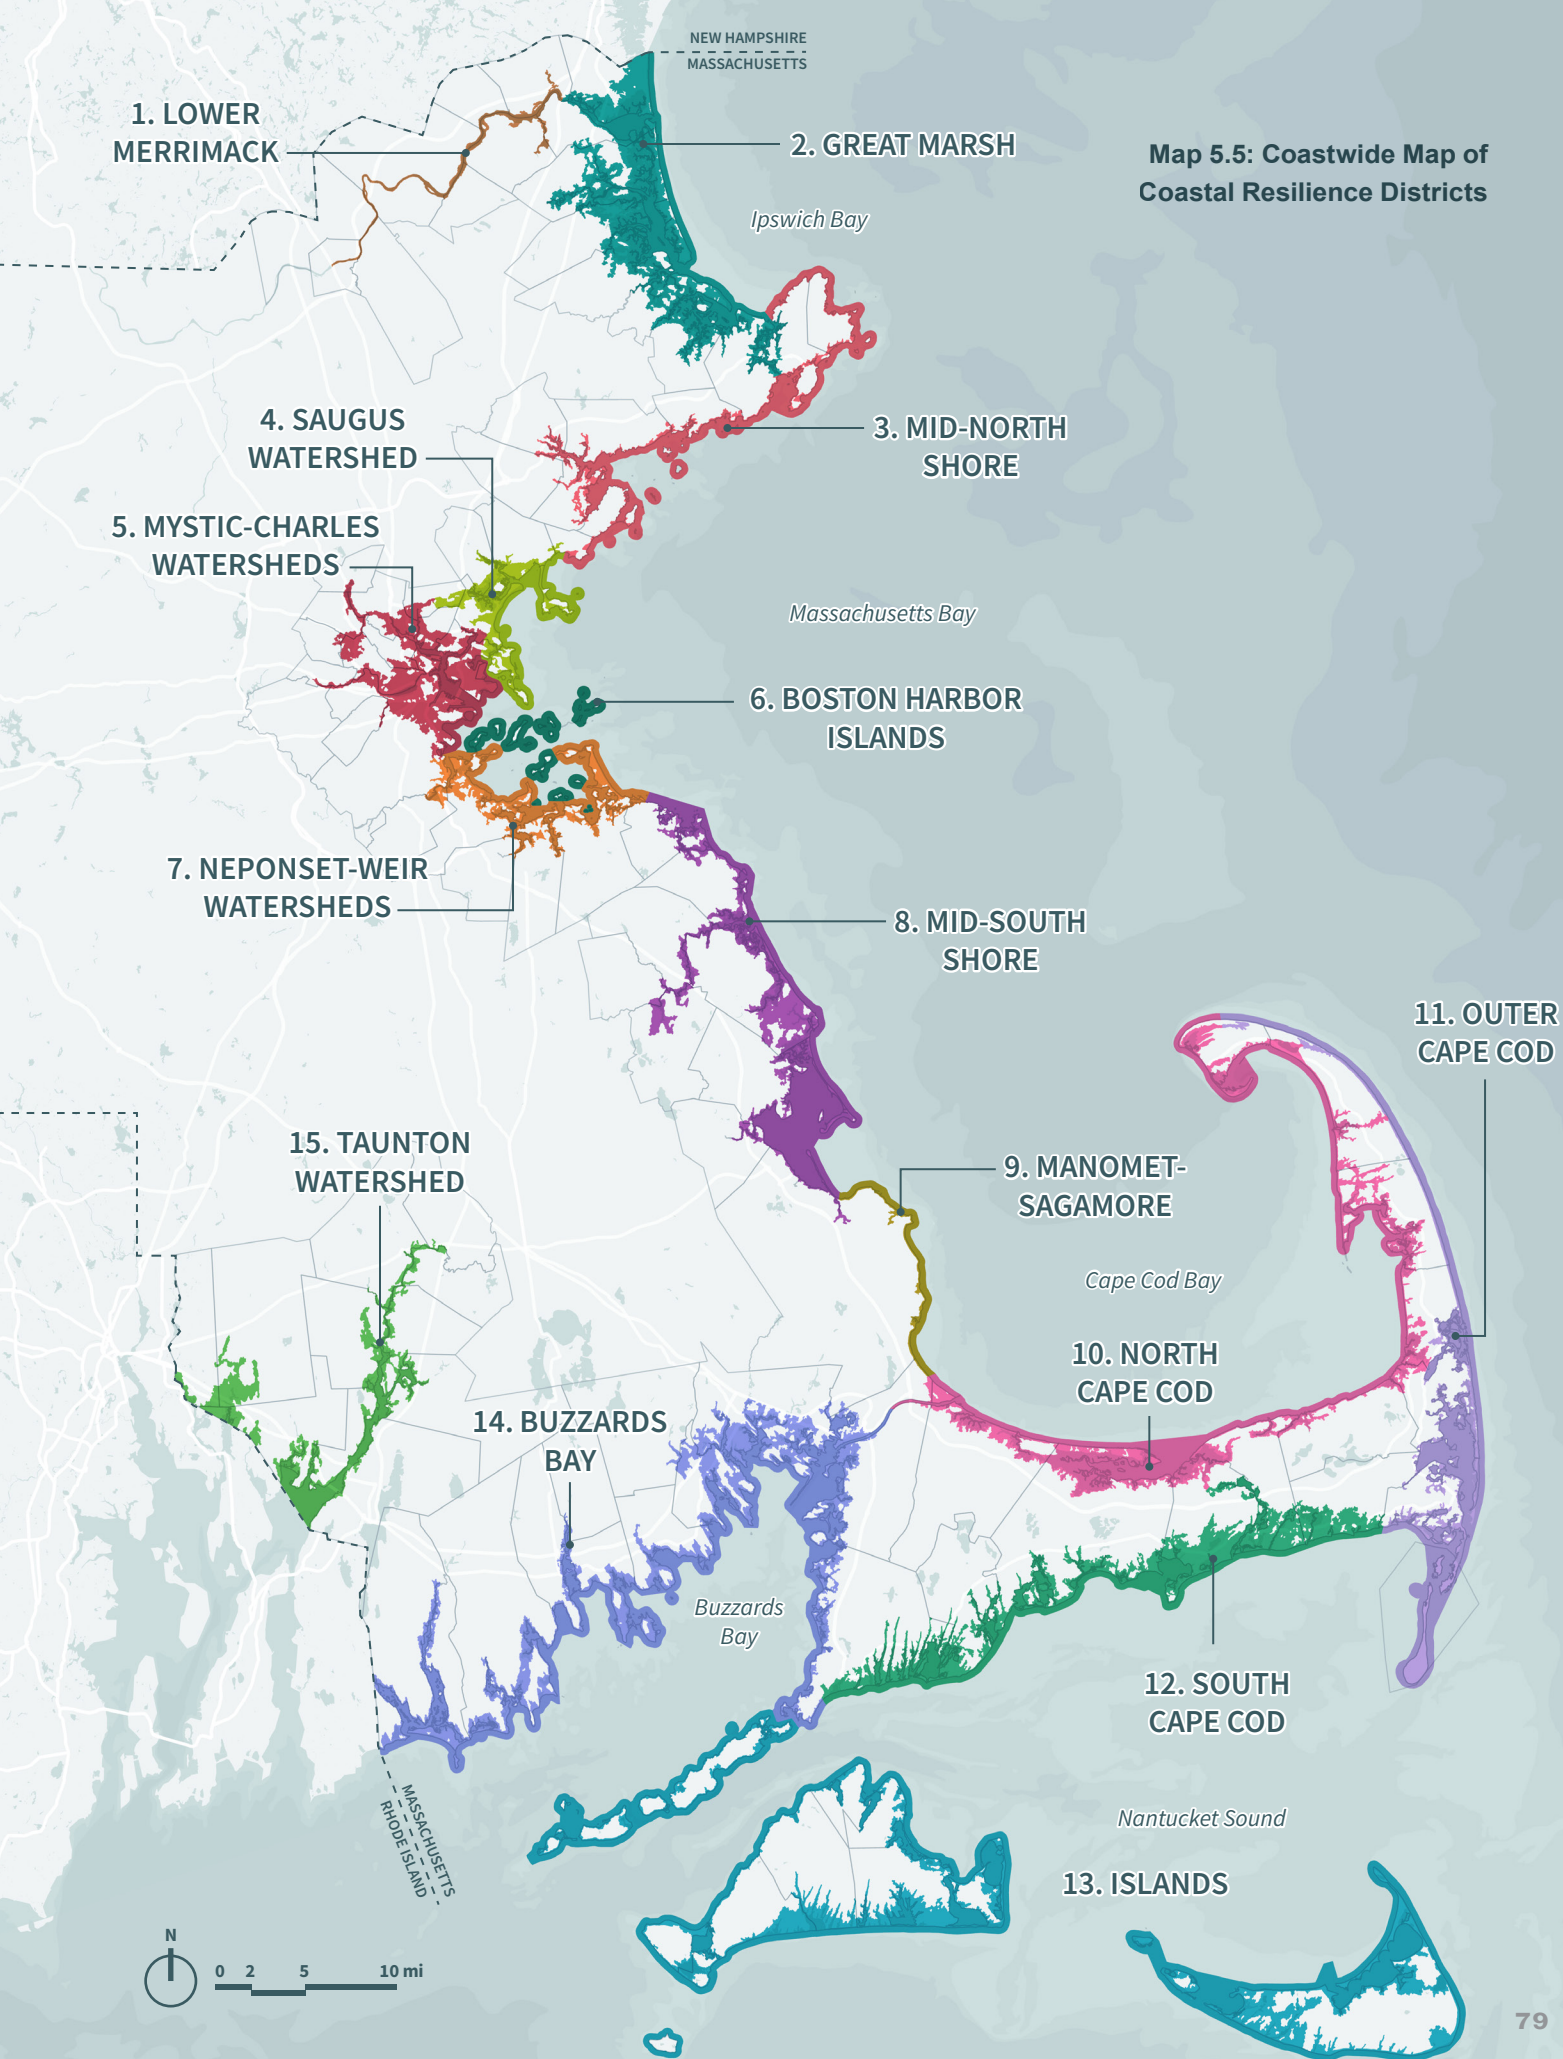 NEW HAMPSHIRE
MASSACHUSETTS
1. LOWER
MERRIMACK
2. GREAT MARSH
Map 5.5: Coastwide Map of
Coastal Resilience Districts
Ipswich Bay
4. SAUGUS
WATERSHED
3. MID-NORTH
SHORE
5. MYSTIC-CHARLES
WATERSHEDS
Massachusetts Bay
6. BOSTON HARBOR
ISLANDS
7. NEPONSET-WEIR
WATERSHEDS
8. MID-SOUTH
SHORE
11. OUTER
CAPE COD
15. TAUNTON
WATERSHED
9. MANOMET-
SAGAMORE
Cape Cod Bay
10. NORTH
CAPE COD
14. BUZZARDS
BAY
Buzzards
Bay
12. SOUTH
CAPE COD
MASSACHUSETTS
RHODE ISLAND
Nantucket Sound
13. ISLANDS
N
0 2 5 10 mi
79